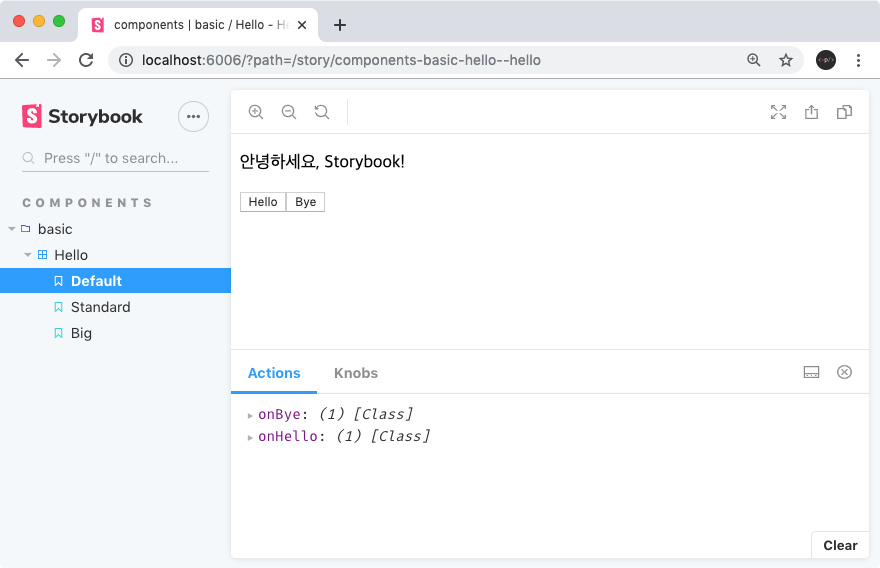 components | basic / Hello - He
localhost:6006/?path=/story/components-basic-hello--hello
Storybook
Press "/" to search...
COMPONENTS
basic
Hello
Default
Standard
Big
안녕하세요, Storybook!
Hello Bye
Actions Knobs
onBye: (1) [Class]
onHello: (1) [Class]
Clear